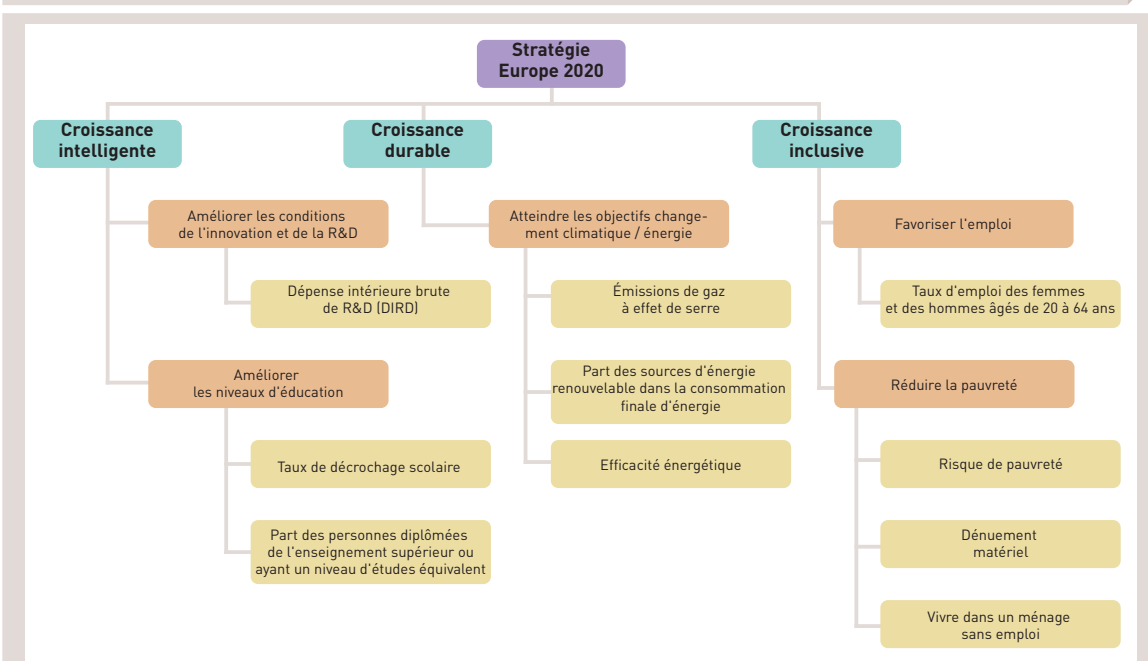 Stratégie
Europe 2020
Croissance
intelligente
Améliorer les conditions
de l'innovation et de la R&D
Dépense intérieure brute
de R&D (DIRD)
Améliorer
les niveaux d'éducation
Taux de décrochage scolaire
Part des personnes diplômées
de l'enseignement supérieur ou
ayant un niveau d'études équivalent
Croissance
durable
Atteindre les objectifs change-
ment climatique / énergie
Émissions de gaz
à effet de serre
Part des sources d'énergie
renouvelable dans la consommation
finale d'énergie
Efficacité énergétique
Croissance
inclusive
Favoriser l'emploi
Taux d'emploi des femmes
et des hommes âgés de 20 à 64 ans
Réduire la pauvreté
Risque de pauvreté
Dénuement
matériel
Vivre dans un ménage
sans emploi